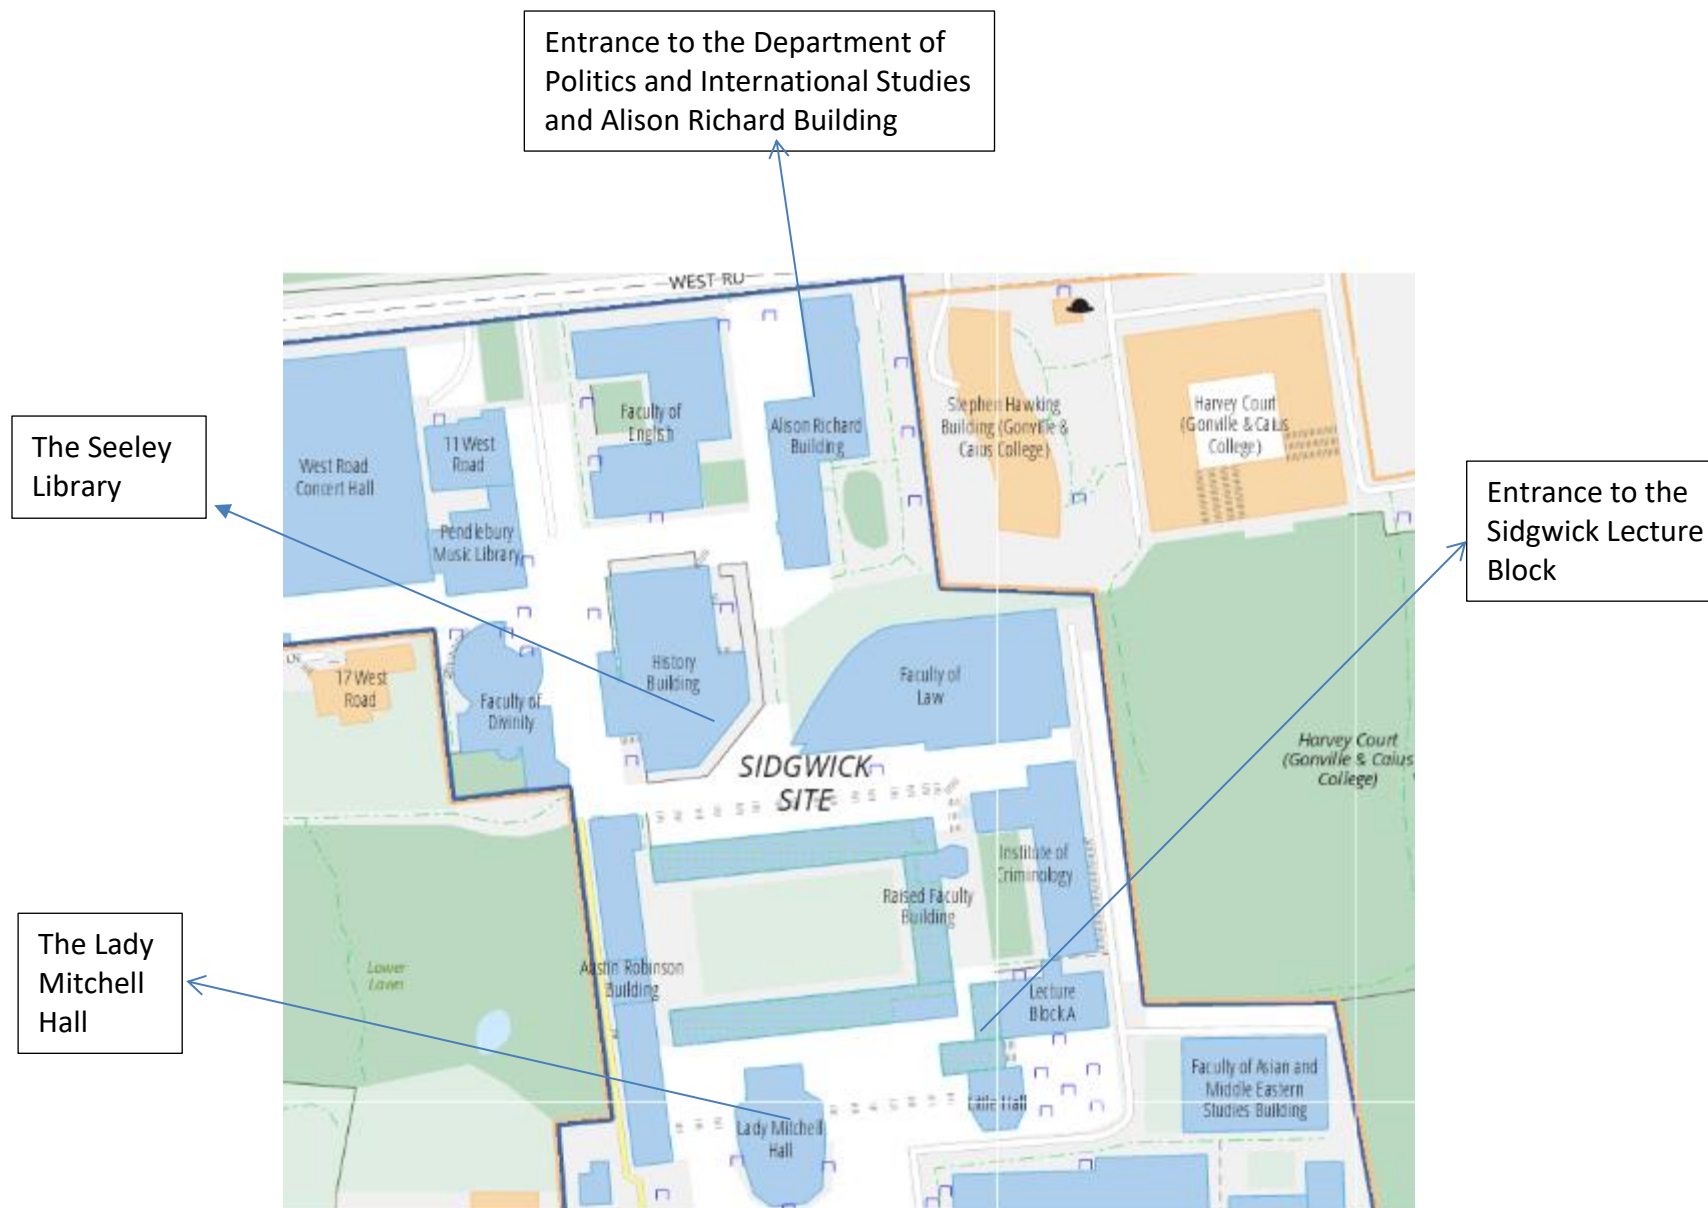 Entrance to the Department of
Politics and International Studies
and Alison Richard Building
WEST RD
The Seeley
Library
Entrance to the
Sidgwick Lecture
Block
The Lady
Mitchell
Hall
Faculty of
English
Alison Richard
Building
Stephen Hawking
Building (Gonville &
Caius College)
Harvey Court
(Gonville & Caius
College)
11 West
Road
West Road
Concert Hall
Pendlebury
Music Library
17 West
Road
Faculty of
Divinity
History
Building
Faculty of
Law
SIDGWICK
SITE
Harvey Court
(Gonville & Caius
College)
Institute of
Criminology
Raised Faculty
Building
Lower
Lawn
Austin Robinson
Building
Lecture
Block A
Faculty of Asian and
Middle Eastern
Studies Building
Little Hall
Lady Mitchell
Hall